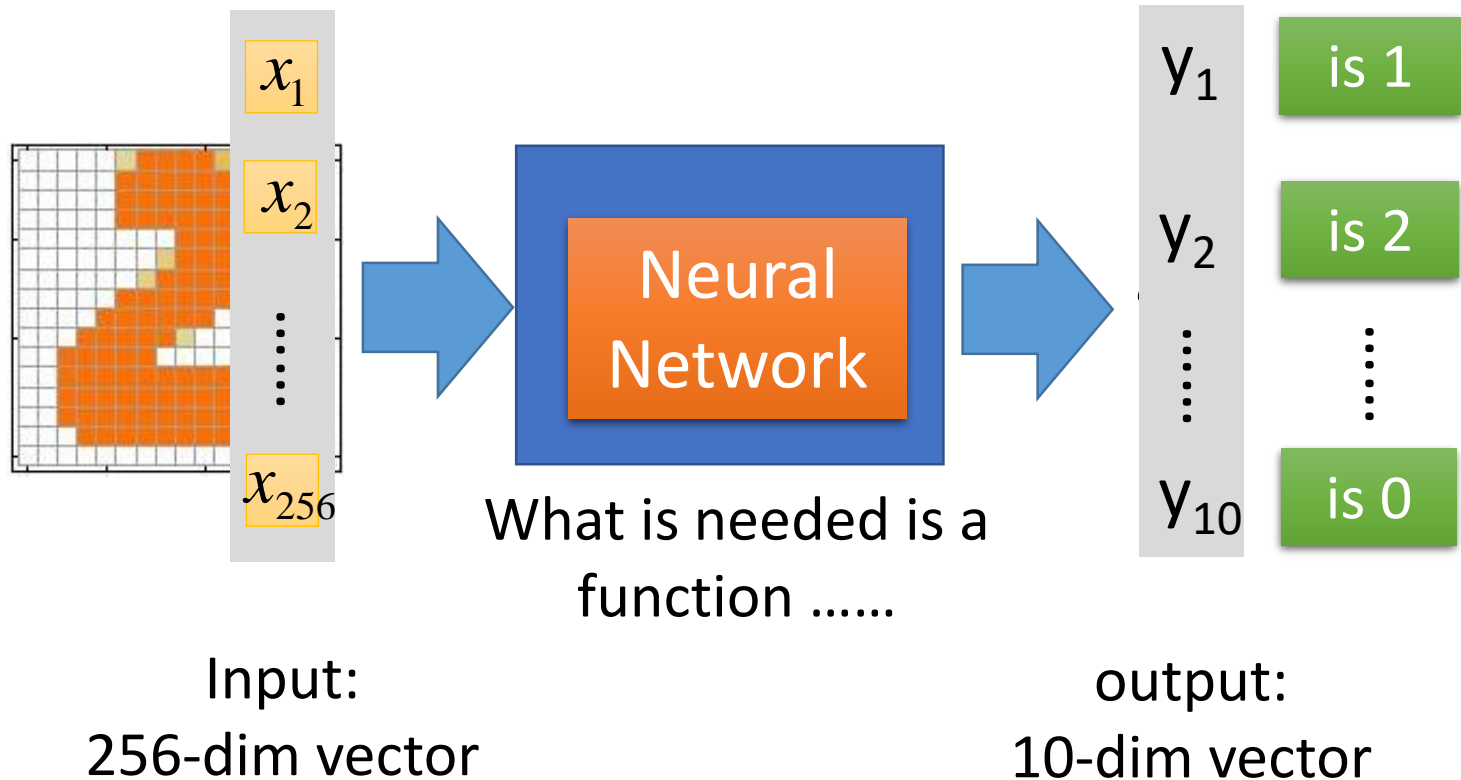 x₁
x₂
......
x₂₅₆
Neural
Network
What is needed is a
function ......
y₁
is 1
y₂
is 2
......
......
y₁₀
is 0
Input:
256-dim vector
output:
10-dim vector